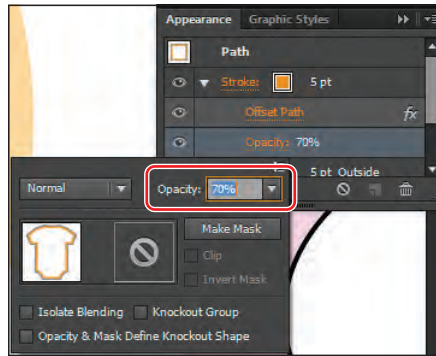 Appearance Graphic Styles
Path
Stroke: 5 pt
Offset Path fx
Opacity: 70%
5 pt Outside
Normal Opacity: 70%
Make Mask
Clip
Invert Mask
Isolate Blending Knockout Group
Opacity & Mask Define Knockout Shape